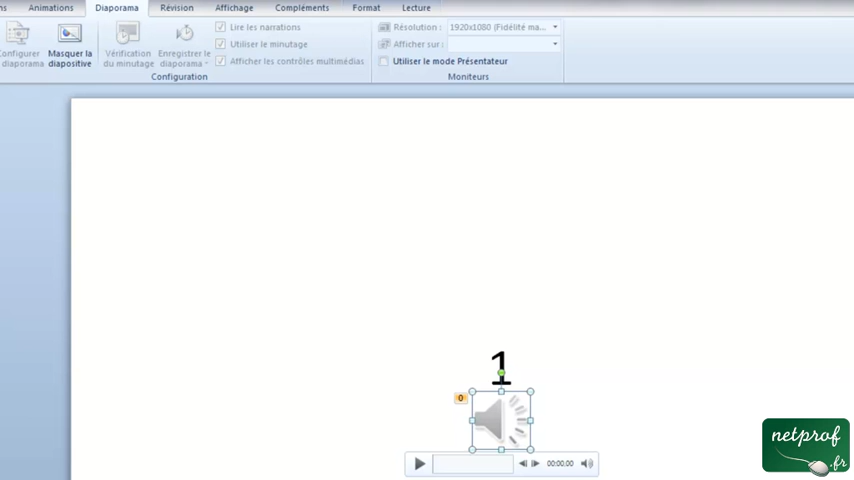 ns Animations Diaporama Révision Affichage Compléments Format Lecture
Configurer diaporama
Masquer la diapositive
Vérification du minutage
Enregistrer le diaporama
Lire les narrations
Utiliser le minutage
Afficher les contrôles multimédias
Configuration
Résolution : 1920x1080 (Fidélité ma...
Afficher sur :
Utiliser le mode Présentateur
Moniteurs
1
0
00:00.00
netprof
.fr